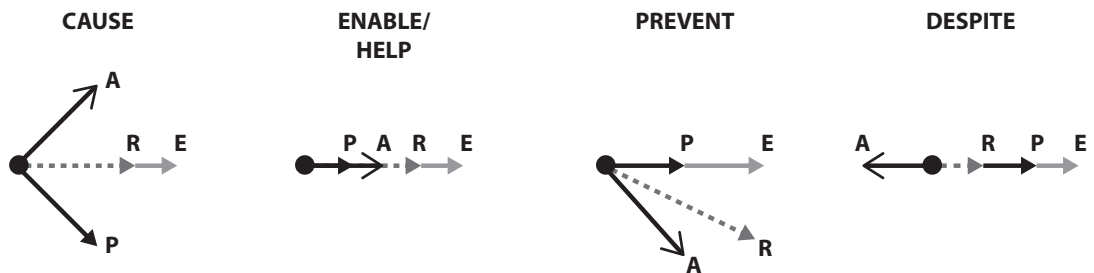 CAUSE
A
R E
P
ENABLE/
HELP
P A R E
PREVENT
P E
R
A
DESPITE
A R P E